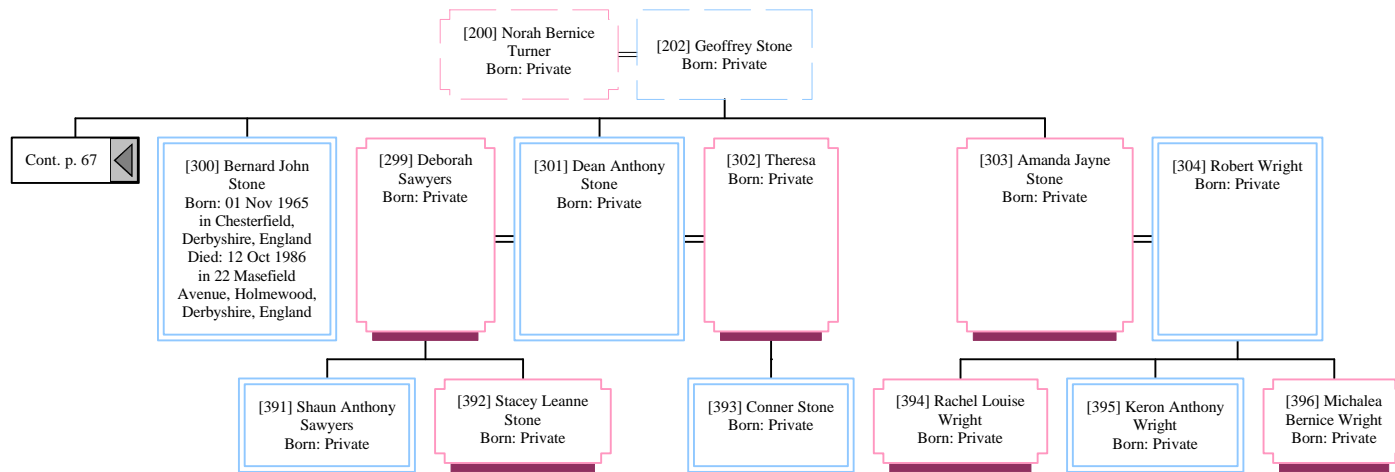 [200] Norah Bernice
Turner
Born: Private
[202] Geoffrey Stone
Born: Private
Cont. p. 67
[300] Bernard John
Stone
Born: 01 Nov 1965
in Chesterfield,
Derbyshire, England
Died: 12 Oct 1986
in 22 Masefield
Avenue, Holmewood,
Derbyshire, England
[299] Deborah
Sawyers
Born: Private
[301] Dean Anthony
Stone
Born: Private
[302] Theresa
Born: Private
[303] Amanda Jayne
Stone
Born: Private
[304] Robert Wright
Born: Private
[391] Shaun Anthony
Sawyers
Born: Private
[392] Stacey Leanne
Stone
Born: Private
[393] Conner Stone
Born: Private
[394] Rachel Louise
Wright
Born: Private
[395] Keron Anthony
Wright
Born: Private
[396] Michalea
Bernice Wright
Born: Private